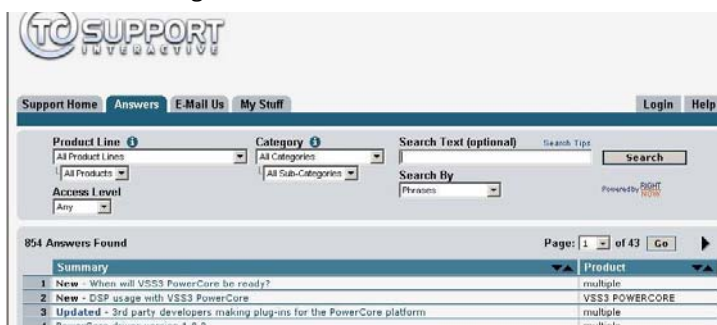 TC SUPPORT
INTERACTIVE
Support Home Answers E-Mail Us My Stuff Login Help
Product Line Category Search Text (optional) Search Tips
All Product Lines All Categories Search
All Products All Sub-Categories Search By
Access Level Phrases Powered by RIGHT NOW
Any
854 Answers Found Page: 1 of 43 Go
Summary Product
1 New - When will VSS3 PowerCore be ready? multiple
2 New - DSP usage with VSS3 PowerCore VSS3 POWERCORE
3 Updated - 3rd party developers making plug-ins for the PowerCore platform multiple